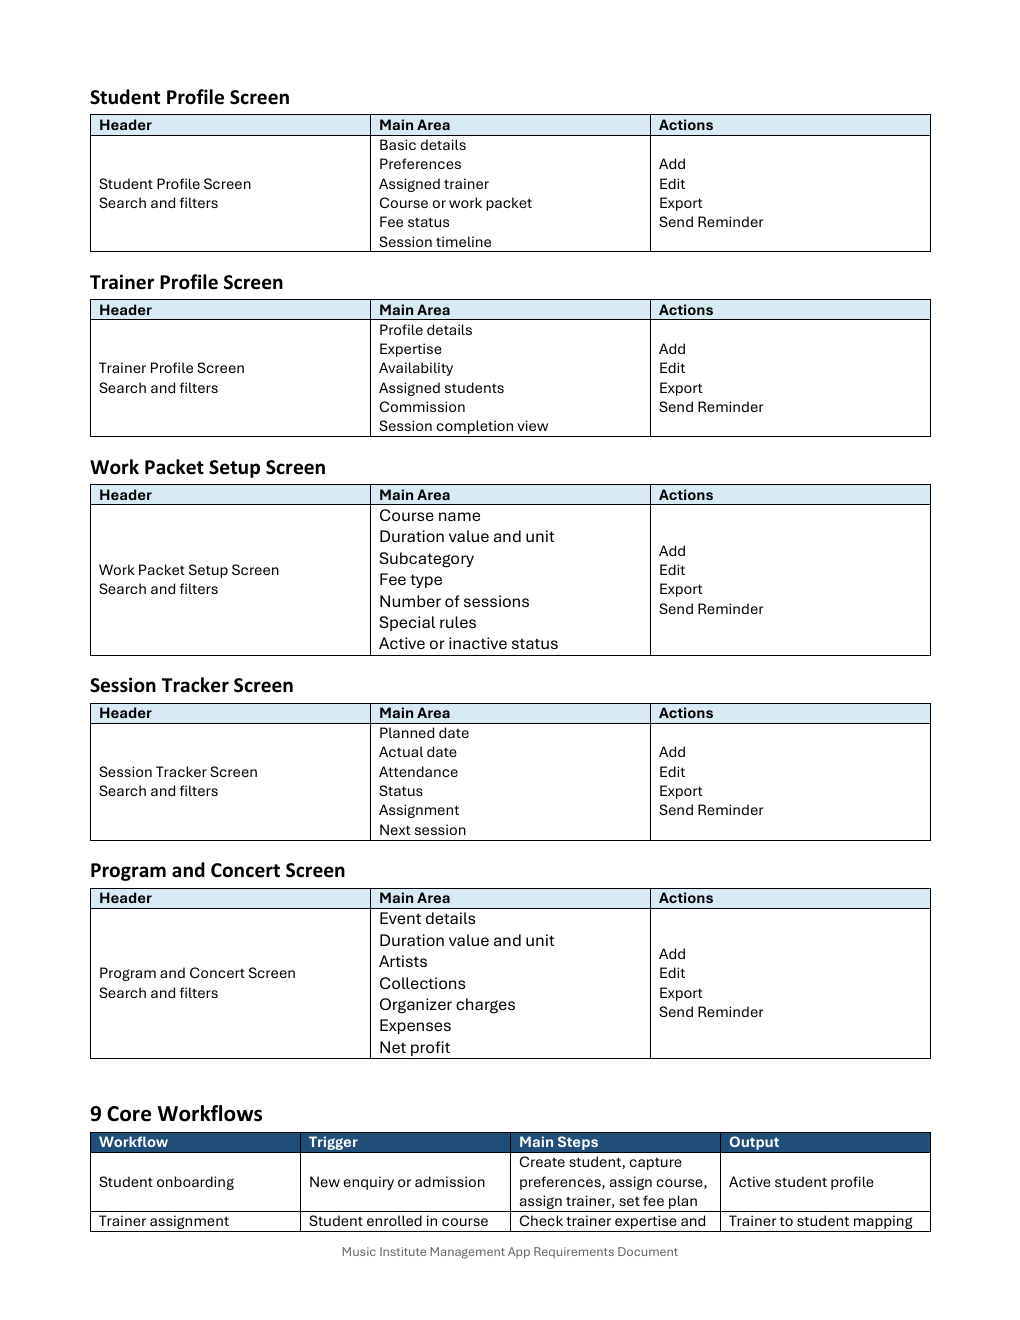 Student Profile Screen
Header Main Area Actions
Student Profile Screen
Search and filters
Basic details
Preferences
Assigned trainer
Course or work packet
Fee status
Session timeline
Add
Edit
Export
Send Reminder
Trainer Profile Screen
Header Main Area Actions
Trainer Profile Screen
Search and filters
Profile details
Expertise
Availability
Assigned students
Commission
Session completion view
Add
Edit
Export
Send Reminder
Work Packet Setup Screen
Header Main Area Actions
Work Packet Setup Screen
Search and filters
Course name
Duration value and unit
Subcategory
Fee type
Number of sessions
Special rules
Active or inactive status
Add
Edit
Export
Send Reminder
Session Tracker Screen
Header Main Area Actions
Session Tracker Screen
Search and filters
Planned date
Actual date
Attendance
Status
Assignment
Next session
Add
Edit
Export
Send Reminder
Program and Concert Screen
Header Main Area Actions
Program and Concert Screen
Search and filters
Event details
Duration value and unit
Artists
Collections
Organizer charges
Expenses
Net profit
Add
Edit
Export
Send Reminder
9 Core Workflows
Workflow Trigger Main Steps Output
Student onboarding
New enquiry or admission
Create student, capture
preferences, assign course,
assign trainer, set fee plan
Active student profile
Trainer assignment Student enrolled in course Check trainer expertise and Trainer to student mapping
Music Institute Management App Requirements Document